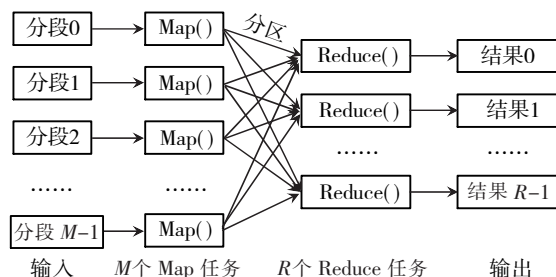 分段0 Map() 分区 Reduce() 结果0
分段1 Map() Reduce() 结果1
分段2 Map()
…… …… …… ……
分段 M-1 Map() Reduce() 结果 R-1
输入 M个 Map 任务 R个 Reduce 任务 输出